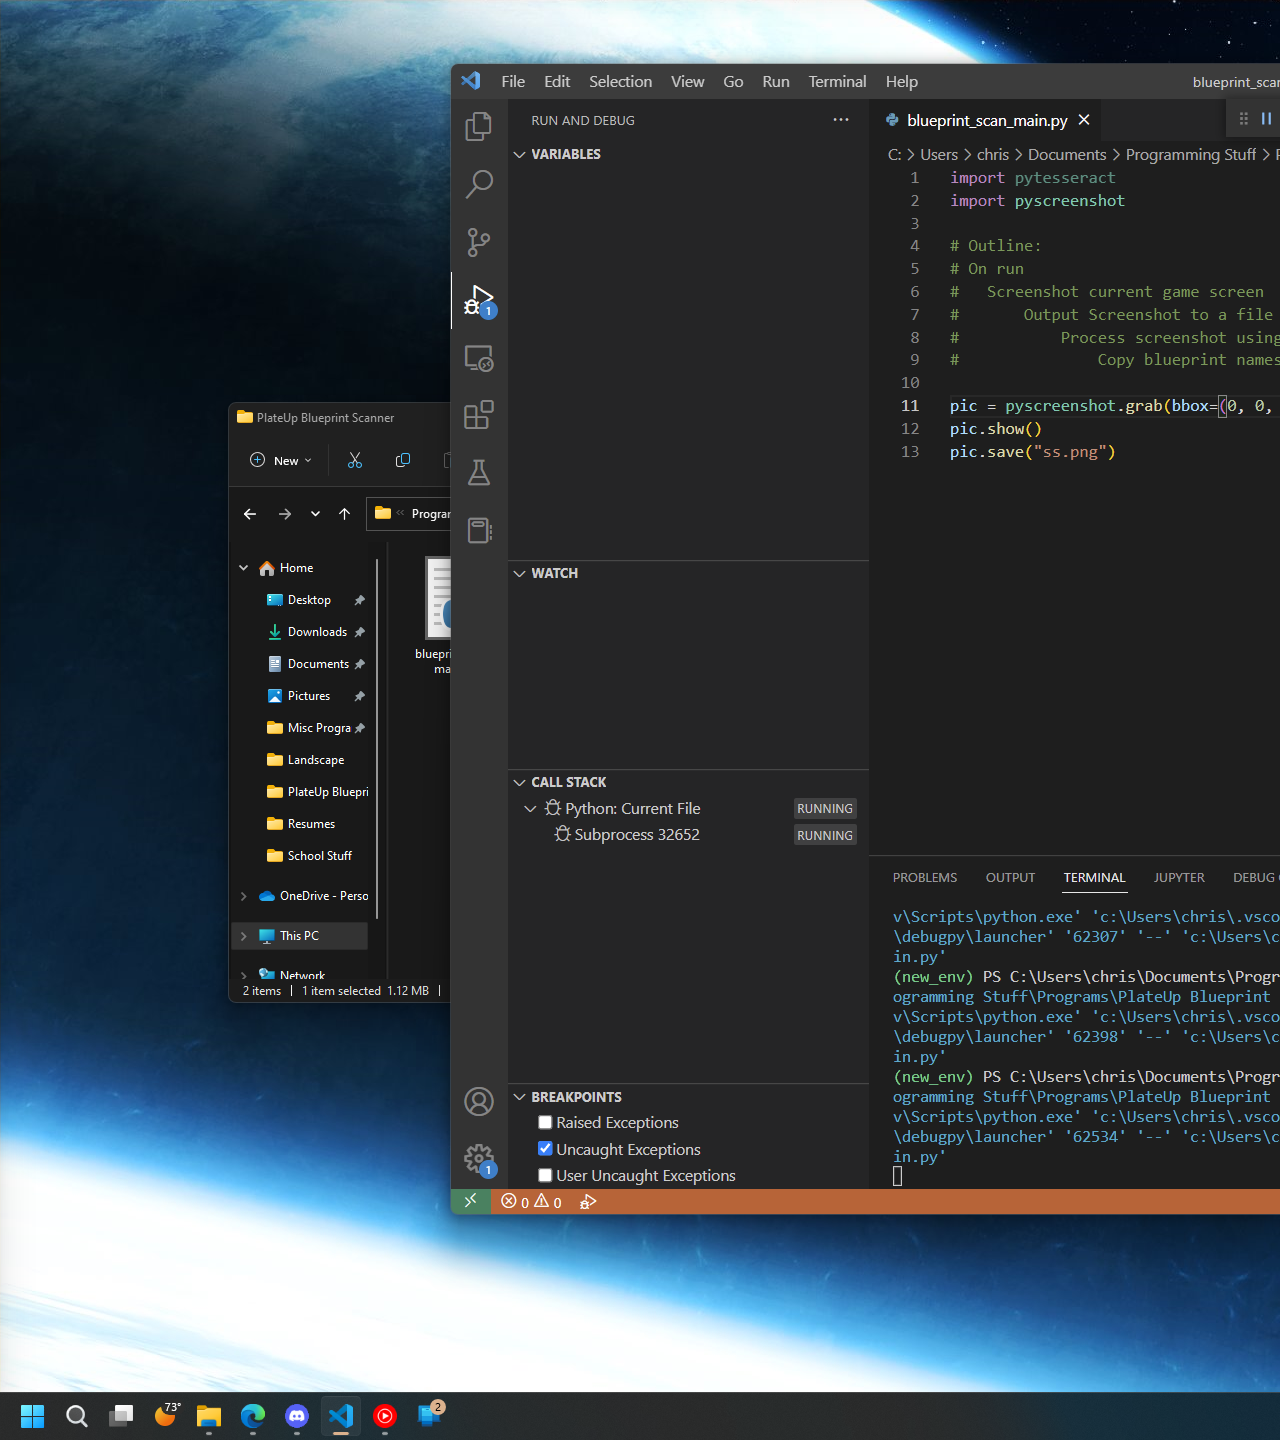 File Edit Selection View Go Run Terminal Help
RUN AND DEBUG
VARIABLES
blueprint_scan_main.py
C: > Users > chris > Documents > Programming Stuff >
1 import pytesseract
2 import pyscreenshot
3
4 # Outline:
5 # On run
6 #   Screenshot current game screen
7 #       Output Screenshot to a file
8 #           Process screenshot using
9 #               Copy blueprint names
10
11 pic = pyscreenshot.grab(bbox=(0, 0,
12 pic.show()
13 pic.save("ss.png")
1
PlateUp Blueprint Scanner
New
Home
Desktop
Downloads
Documents
Pictures
Misc Progra
Landscape
PlateUp Bluepri
Resumes
School Stuff
OneDrive - Perso
This PC
Network
2 items
1 item selected 1.12 MB
WATCH
CALL STACK
Python: Current File RUNNING
Subprocess 32652 RUNNING
BREAKPOINTS
Raised Exceptions
Uncaught Exceptions
User Uncaught Exceptions
1
PROBLEMS OUTPUT TERMINAL JUPYTER DEBUG
v\Scripts\python.exe' 'c:\Users\chris\.vsco
\debugpy\launcher' '62307' '--' 'c:\Users\c
in.py'
(new_env) PS C:\Users\chris\Documents\Progr
ogramming Stuff\Programs\PlateUp Blueprint
v\Scripts\python.exe' 'c:\Users\chris\.vsco
\debugpy\launcher' '62398' '--' 'c:\Users\c
in.py'
(new_env) PS C:\Users\chris\Documents\Progr
ogramming Stuff\Programs\PlateUp Blueprint
v\Scripts\python.exe' 'c:\Users\chris\.vsco
\debugpy\launcher' '62534' '--' 'c:\Users\c
in.py'
0 0
73°
2